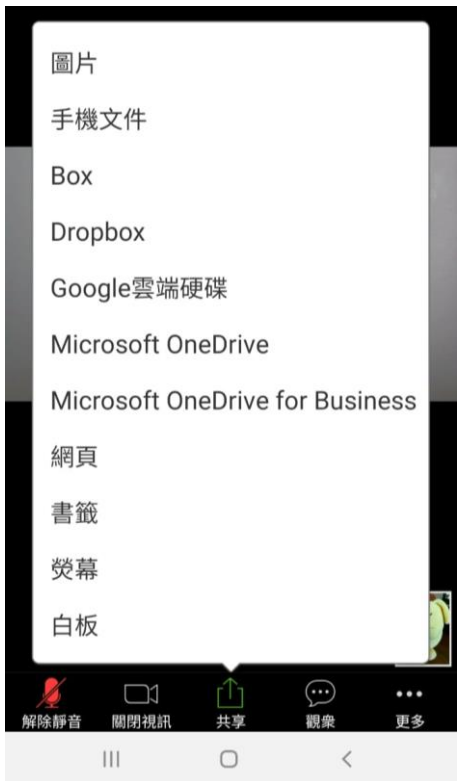 圖片
手機文件
Box
Dropbox
Google雲端硬碟
Microsoft OneDrive
Microsoft OneDrive for Business
網頁
書籤
熒幕
白板
解除靜音 關閉視訊 共享 觀衆 更多